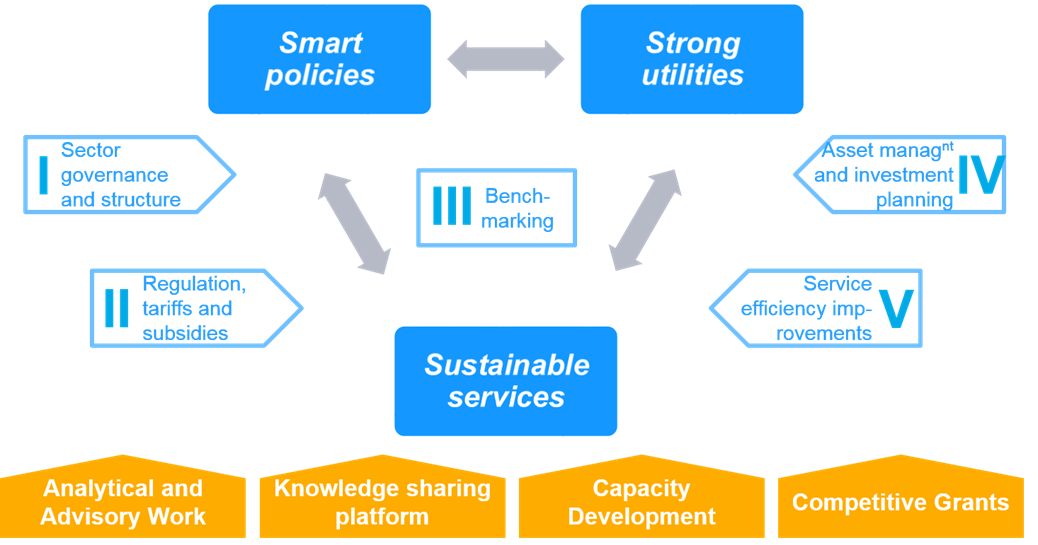 Smart
policies
Strong
utilities
I
Sector
governance
and structure
III
Bench-
marking
Asset managⁿᵗ
and investment
planning
IV
II
Regulation,
tariffs and
subsidies
Service
efficiency imp-
rovements
V
Sustainable
services
Analytical and
Advisory Work
Knowledge sharing
platform
Capacity
Development
Competitive Grants